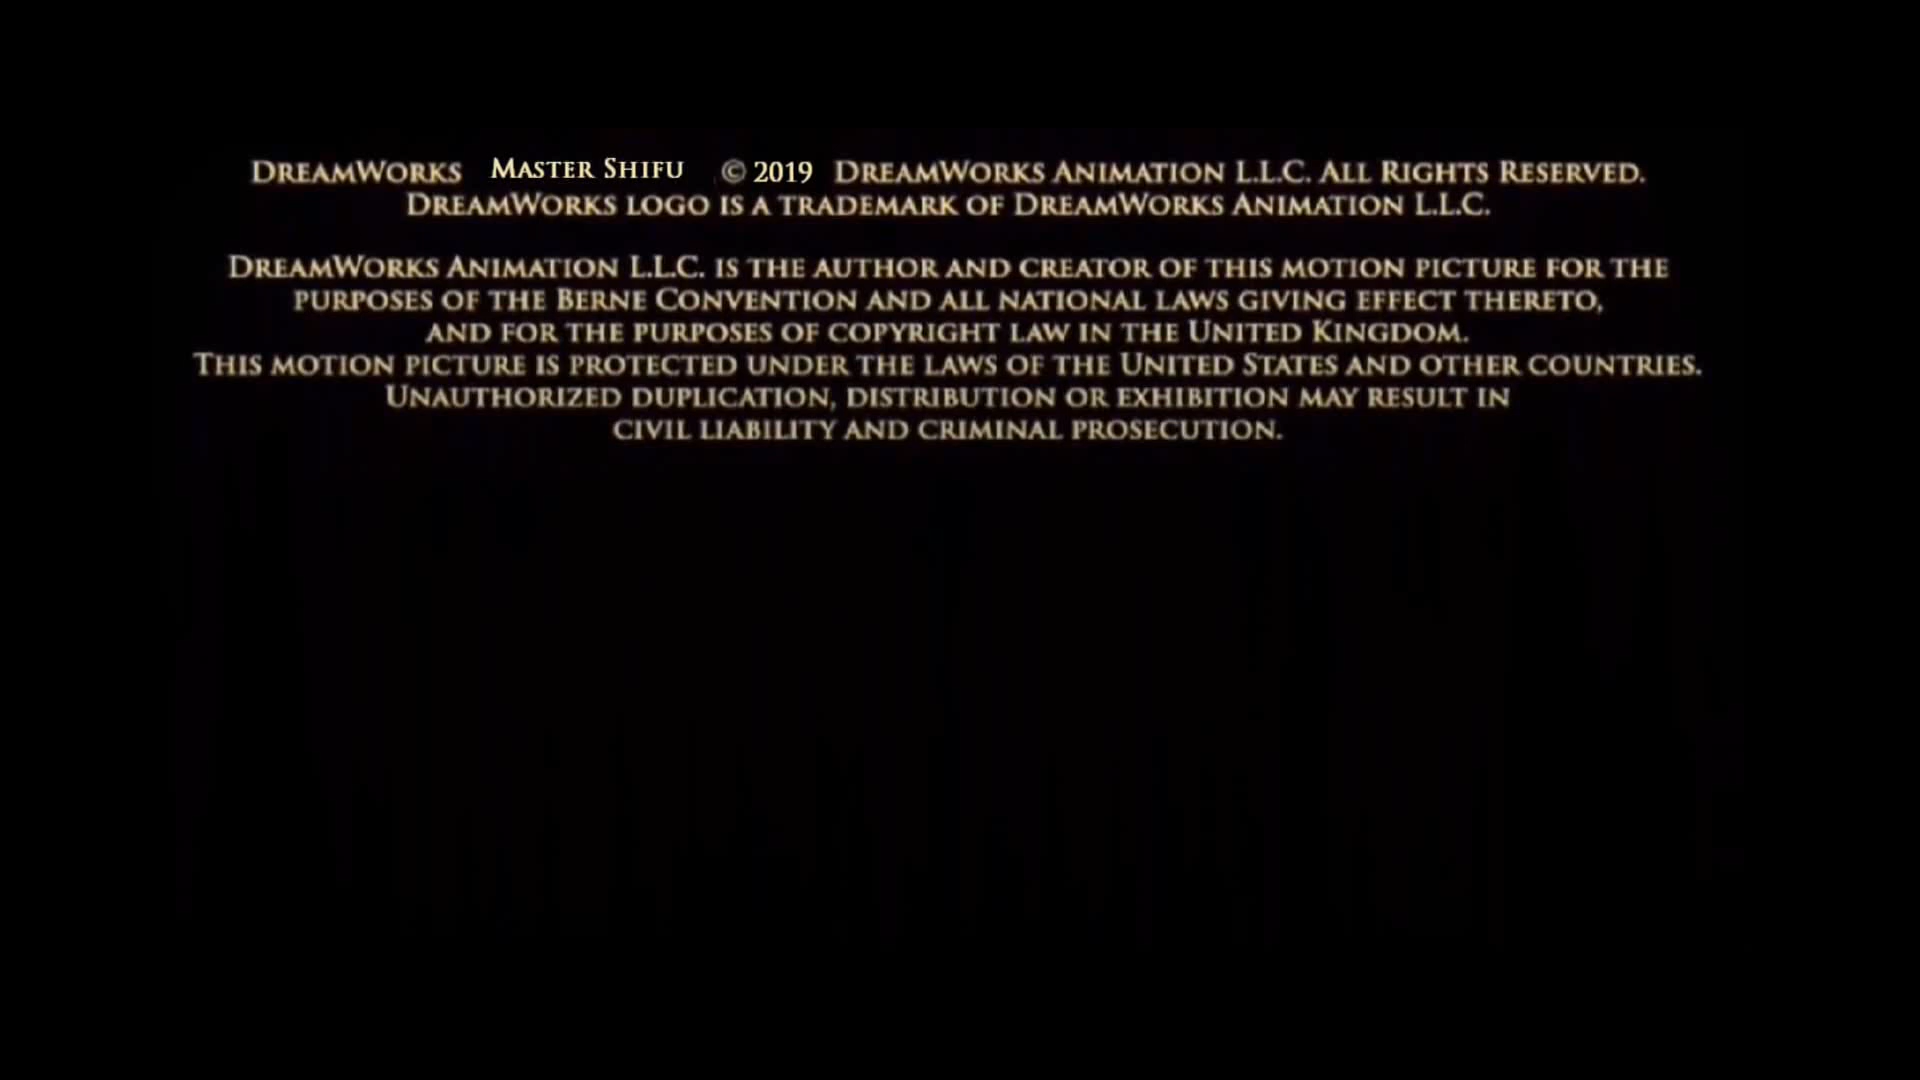 DreamWorks Master Shifu © 2019 DreamWorks Animation L.L.C. All Rights Reserved.
DreamWorks logo is a trademark of DreamWorks Animation L.L.C.
DreamWorks Animation L.L.C. is the author and creator of this motion picture for the
purposes of the Berne Convention and all national laws giving effect thereto,
and for the purposes of copyright law in the United Kingdom.
This motion picture is protected under the laws of the United States and other countries.
Unauthorized duplication, distribution or exhibition may result in
civil liability and criminal prosecution.